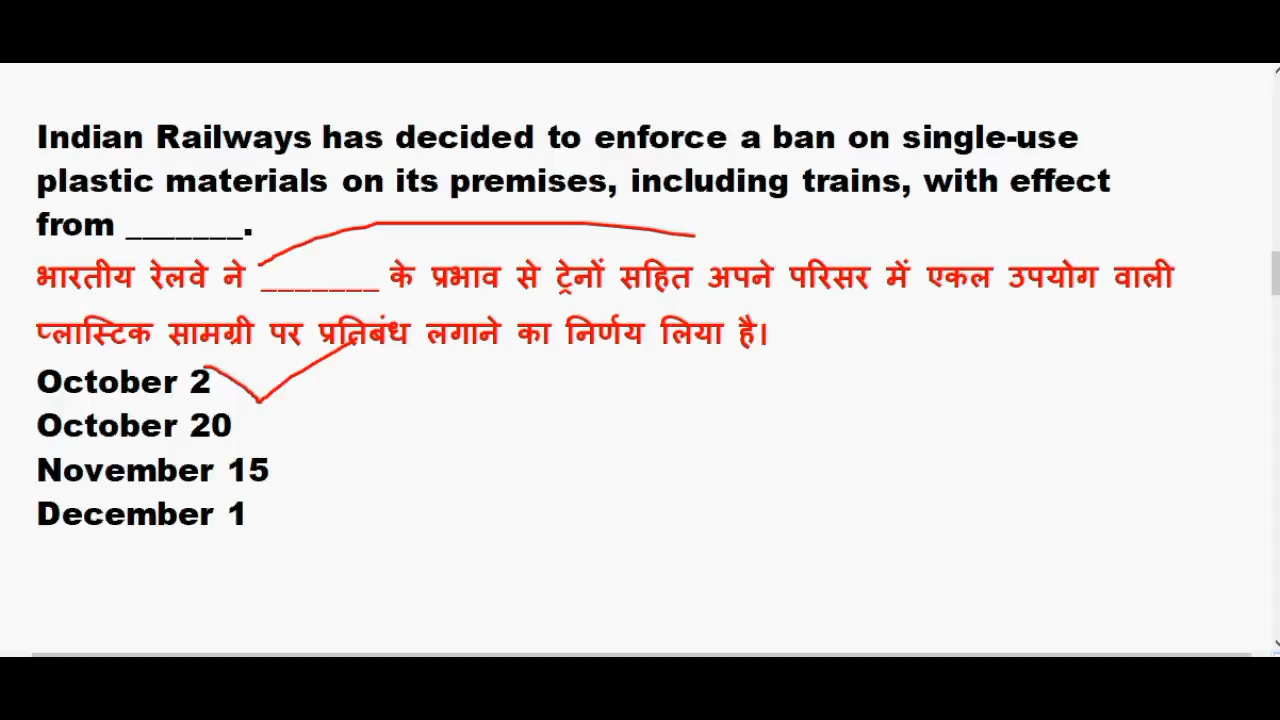 Indian Railways has decided to enforce a ban on single-use
plastic materials on its premises, including trains, with effect
from _______.
भारतीय रेलवे ने _______ के प्रभाव से ट्रेनों सहित अपने परिसर में एकल उपयोग वाली
प्लास्टिक सामग्री पर प्रतिबंध लगाने का निर्णय लिया है।
October 2
October 20
November 15
December 1